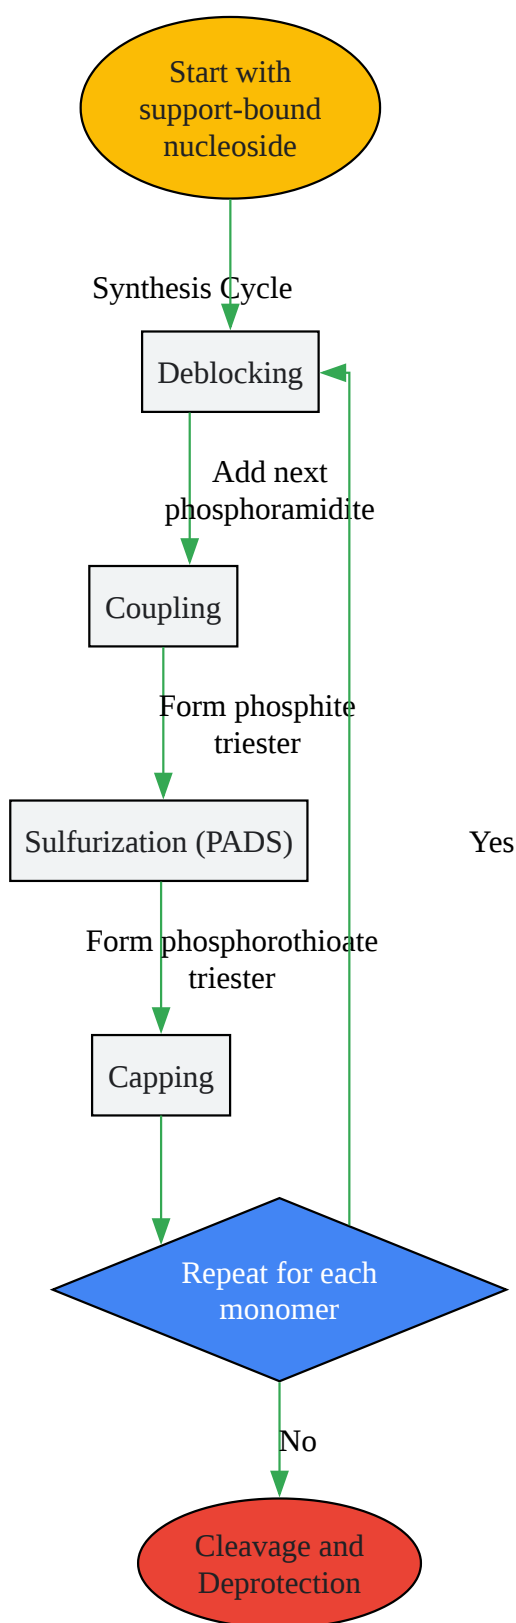 Start with
support-bound
nucleoside
Synthesis Cycle
Deblocking
Add next
phosphoramidite
Coupling
Form phosphite
triester
Sulfurization (PADS)
Yes
Form phosphorothioate
triester
Capping
Repeat for each
monomer
No
Cleavage and
Deprotection